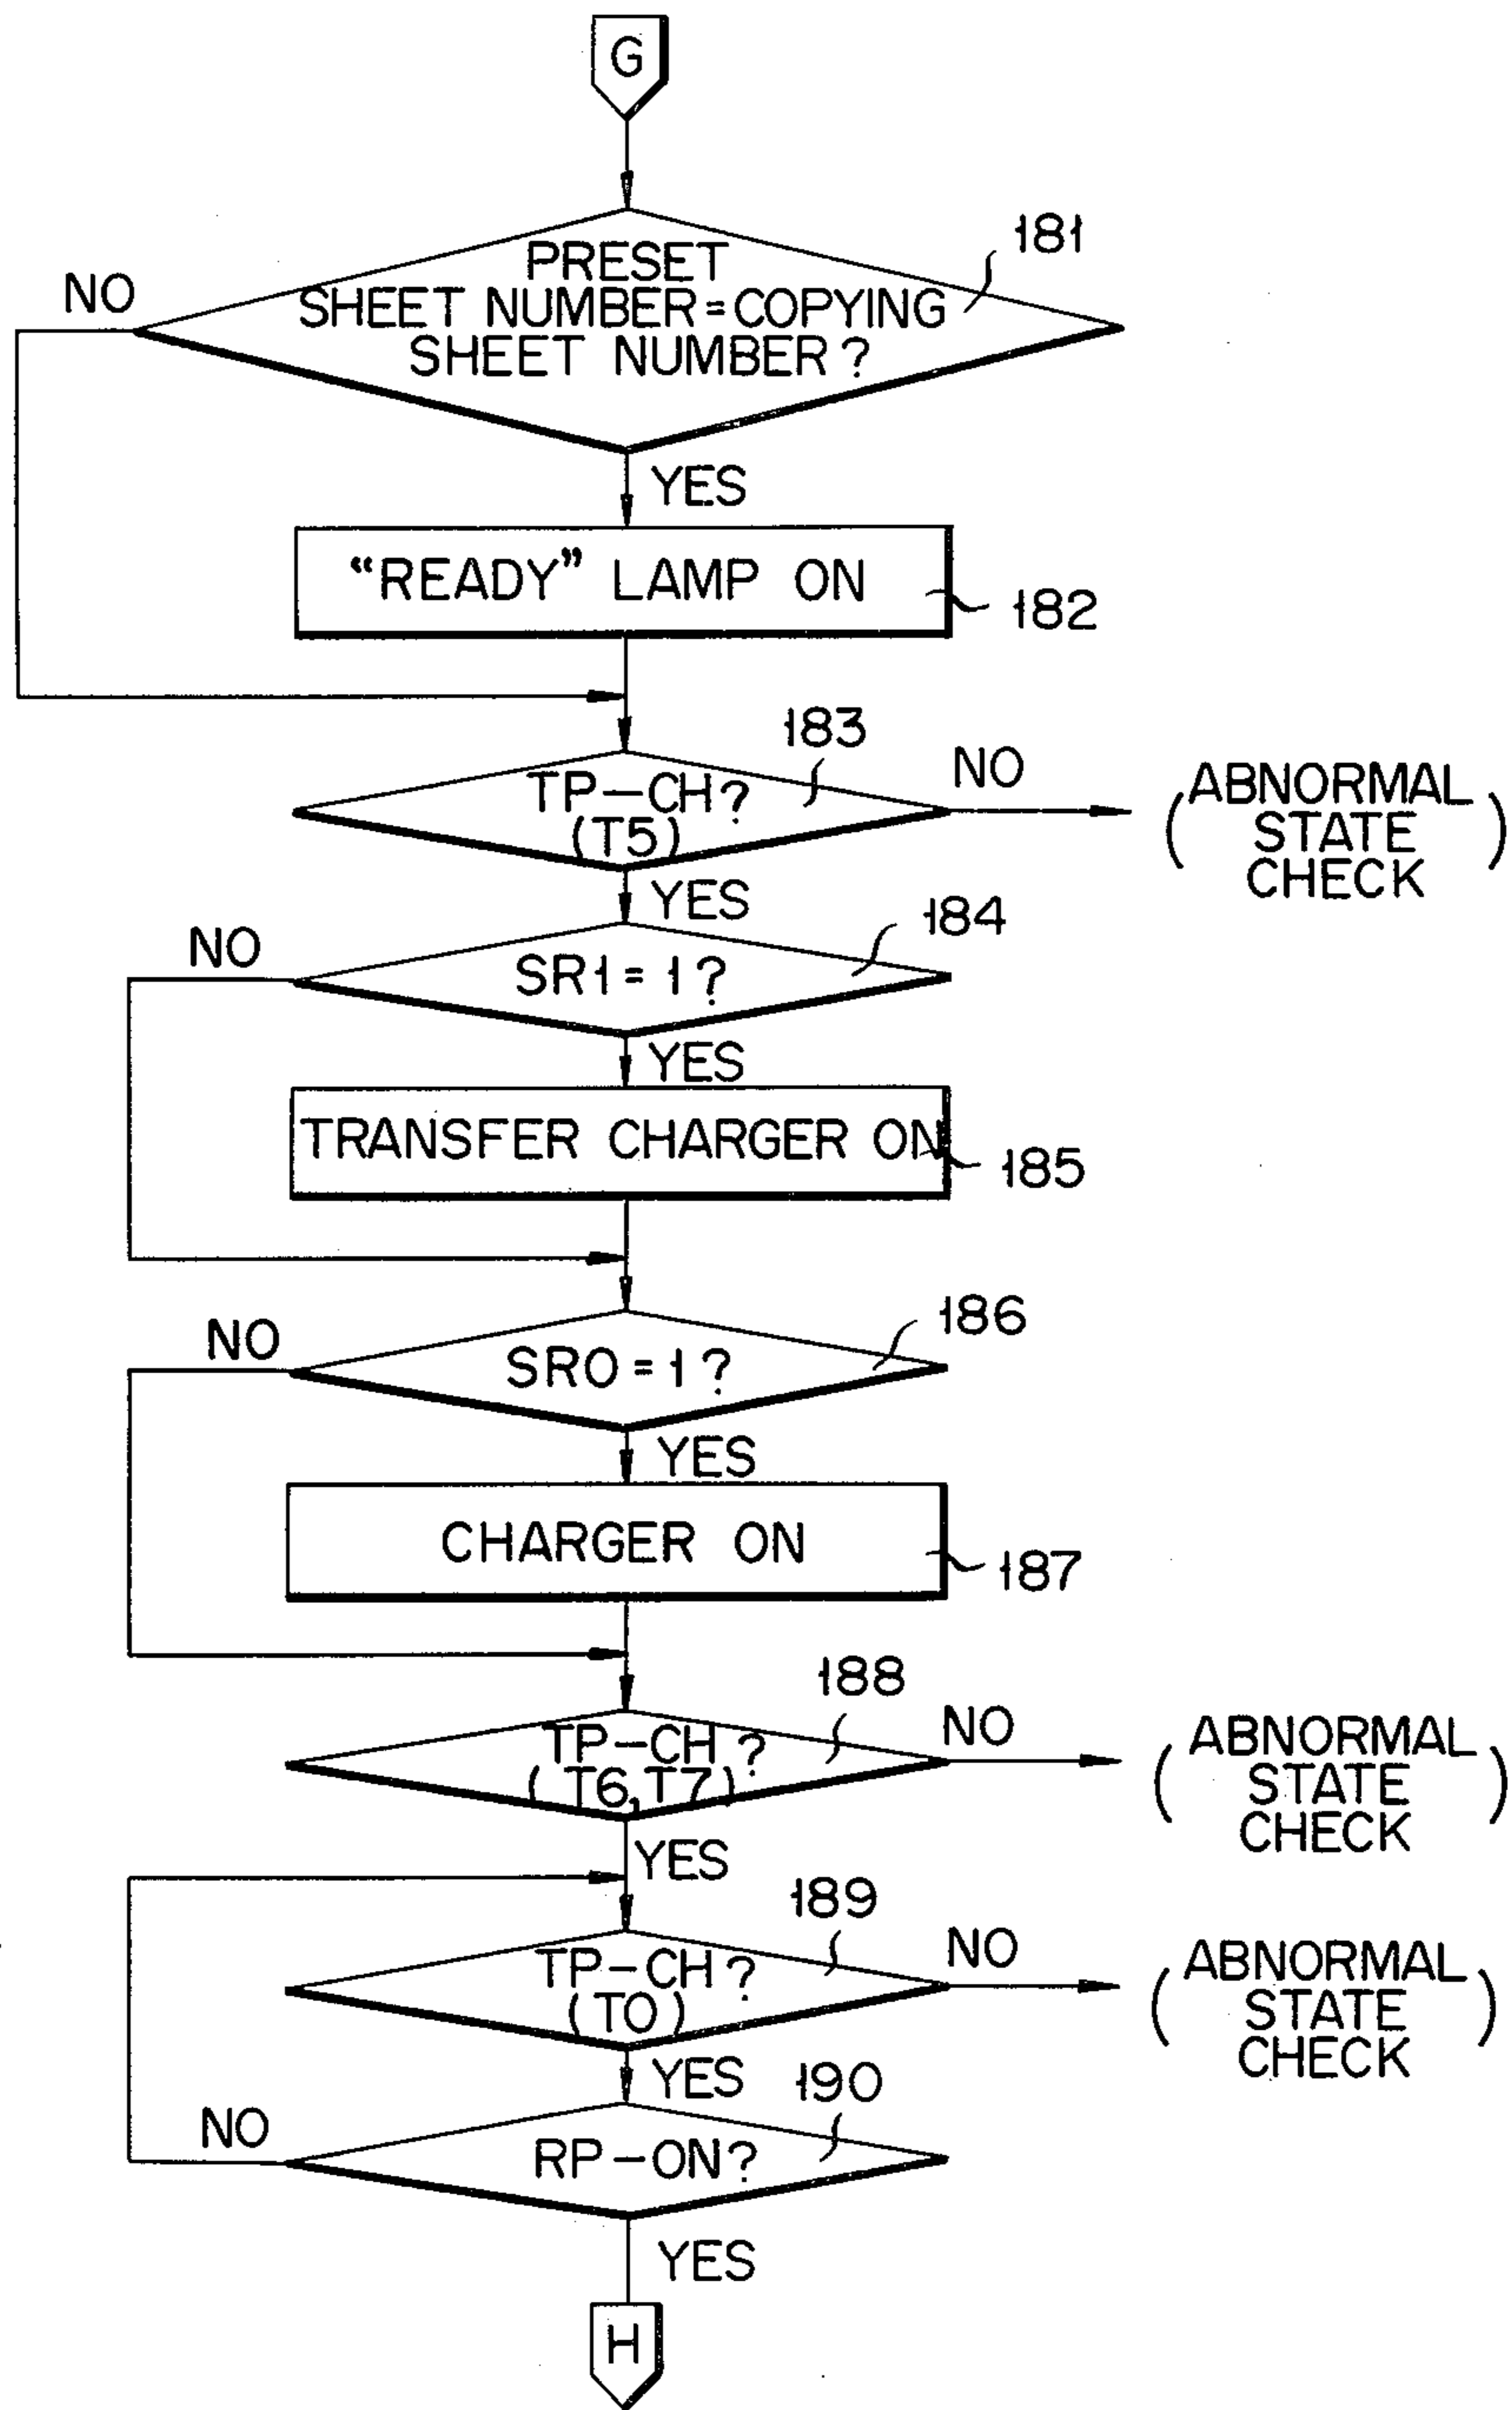 G
181
PRESET
NO
SHEET NUMBER=COPYING
SHEET NUMBER?
YES
“READY” LAMP ON
182
183
TP-CH?
(T5)
NO
(ABNORMAL
STATE
CHECK)
YES
184
NO
SR1=1?
YES
TRANSFER CHARGER ON
185
186
NO
SR0=1?
YES
CHARGER ON
187
188
TP-CH?
(T6,T7)
NO
(ABNORMAL
STATE
CHECK)
YES
189
TP-CH?
(T0)
NO
(ABNORMAL
STATE
CHECK)
YES
190
NO
RP-ON?
YES
H